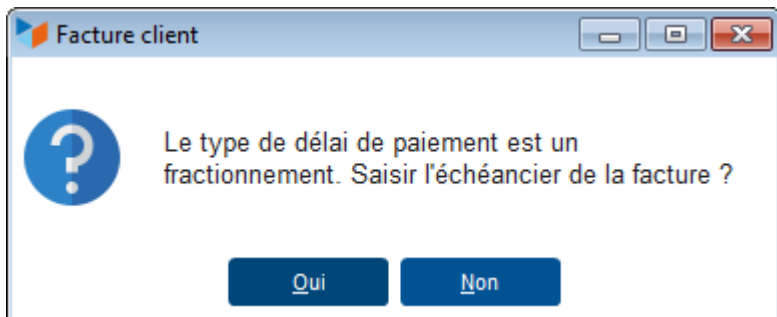 Facture client
Le type de délai de paiement est un
fractionnement. Saisir l'échéancier de la facture ?
Oui
Non